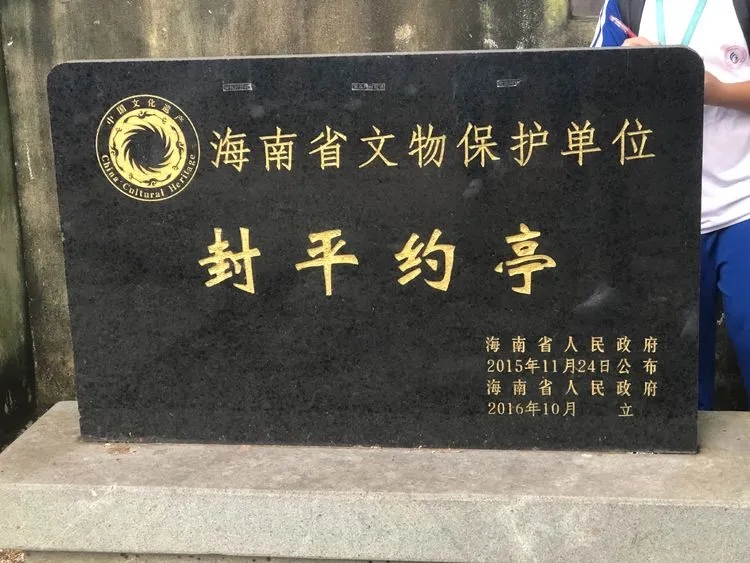 中国文化遗产
China · Cultural Heritage
海南省文物保护单位
封平约亭
海南省人民政府
2015年11月24日公布
海南省人民政府
2016年10月 立